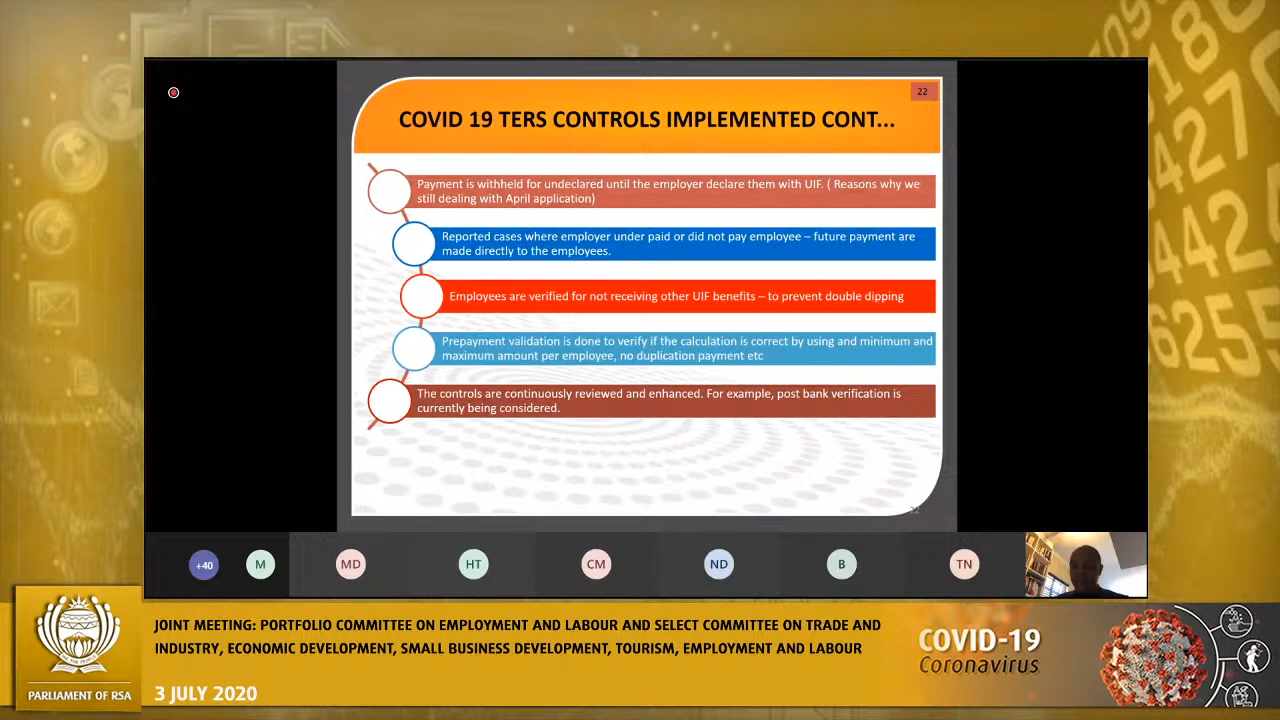 22
COVID 19 TERS CONTROLS IMPLEMENTED CONT...
Payment is withheld for undeclared until the employer declare them with UIF. ( Reasons why we
still dealing with April application)
Reported cases where employer under paid or did not pay employee – future payment are
made directly to the employees.
Employees are verified for not receiving other UIF benefits – to prevent double dipping
Prepayment validation is done to verify if the calculation is correct by using and minimum and
maximum amount per employee, no duplication payment etc
The controls are continuously reviewed and enhanced. For example, post bank verification is
currently being considered.
+40 M MD HT CM ND B TN
JOINT MEETING: PORTFOLIO COMMITTEE ON EMPLOYMENT AND LABOUR AND SELECT COMMITTEE ON TRADE AND
INDUSTRY, ECONOMIC DEVELOPMENT, SMALL BUSINESS DEVELOPMENT, TOURISM, EMPLOYMENT AND LABOUR
3 JULY 2020
PARLIAMENT OF RSA
COVID-19
Coronavirus